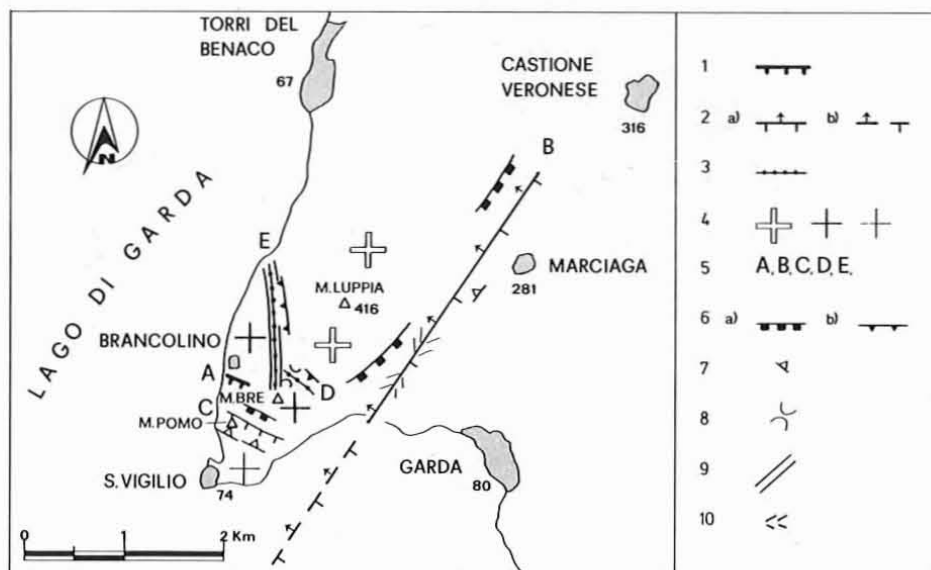 TORRI DEL
BENACO
67
CASTIONE
VERONESE
316
N
LAGO DI GARDA
B
E
MARCIAGA
281
M.LUPPIA
416
BRANCOLINO
A
D
M.BRE
C
M.POMO
GARDA
80
S.VIGILIO
74
0 1 2 Km
1
2 a) b)
3
4
5 A, B, C, D, E,
6 a) b)
7
8
9
10